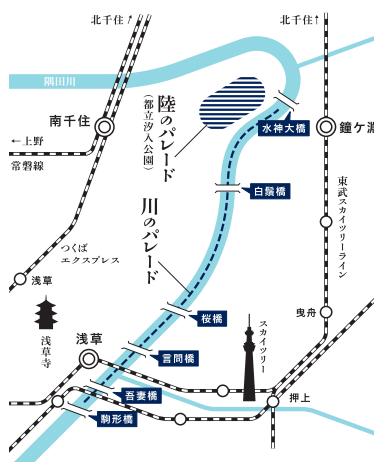 北千住↑
北千住↑
隅田川
陸のパレード
（都立汐入公園）
南千住
水神大橋
鐘ケ淵
←上野
常磐線
白鬚橋
東武スカイツリーライン
川のパレード
つくば
エクスプレス
浅草
曳舟
桜橋
スカイツリー
浅草寺
浅草
言問橋
吾妻橋
押上
駒形橋